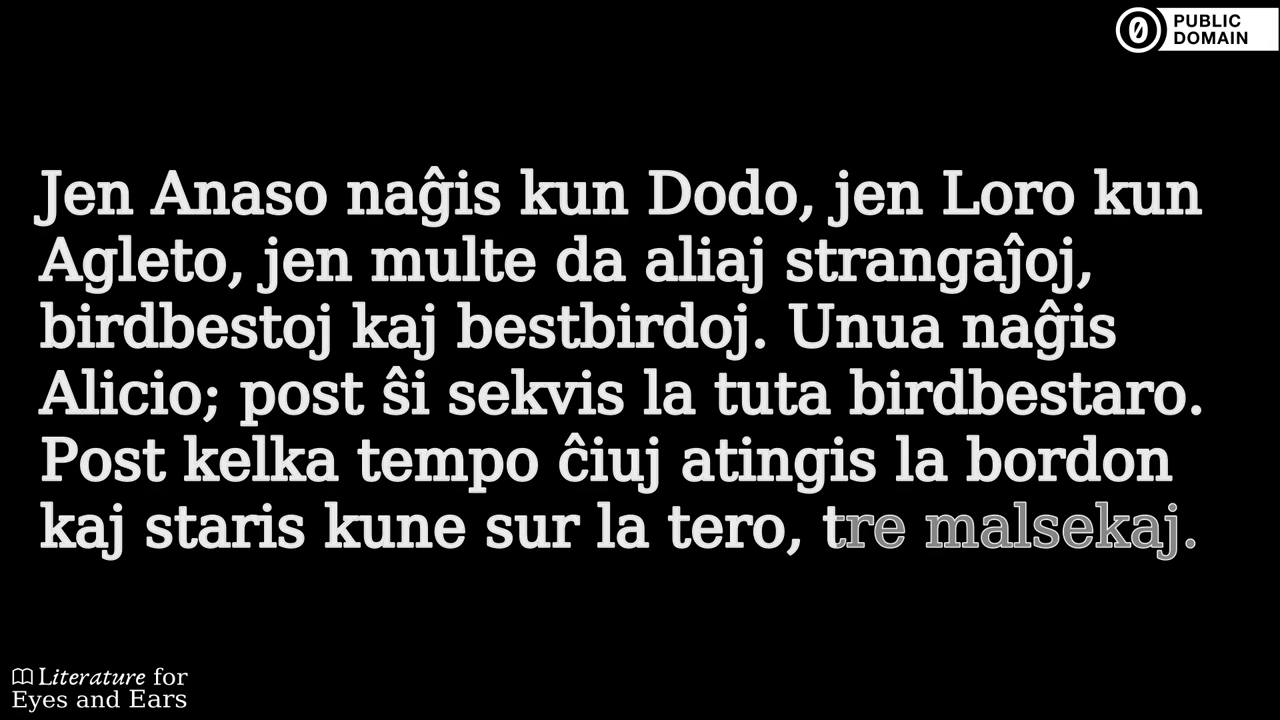 PUBLIC
DOMAIN
Jen Anaso naĝis kun Dodo, jen Loro kun
Agleto, jen multe da aliaj strangaĵoj,
birdbestoj kaj bestbirdoj. Unua naĝis
Alicio; post ŝi sekvis la tuta birdbestaro.
Post kelka tempo ĉiuj atingis la bordon
kaj staris kune sur la tero, tre malsekaj.
Literature for
Eyes and Ears